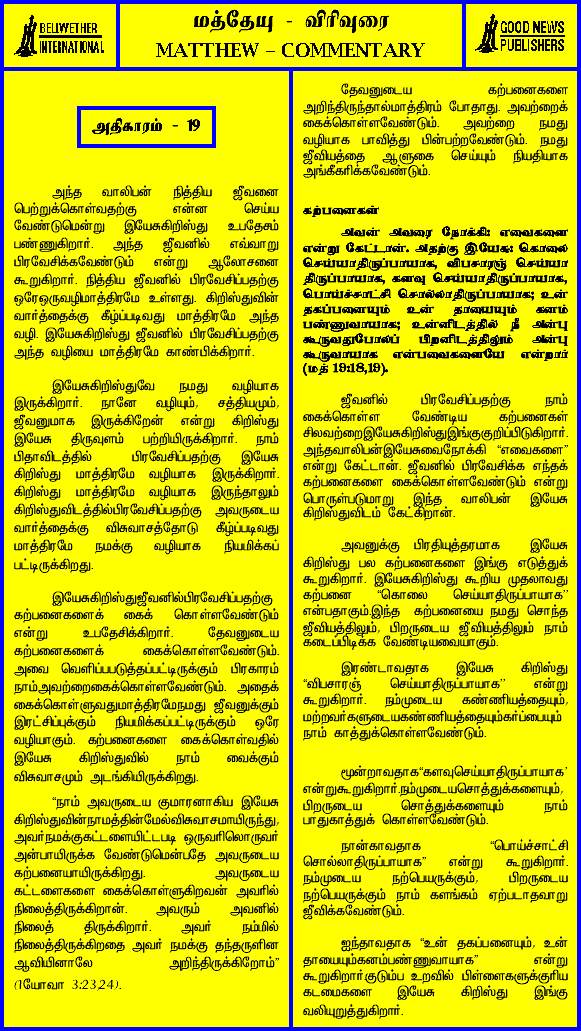 BELWETHER
INTERNATIONAL
மத்தேயு - விரிவுரை
MATTHEW – COMMENTARY
GOOD NEWS
PUBLISHERS
அதிகாரம் - 19
அந்த வாலிபன் நித்திய ஜீவனை
பெற்றுக்கொள்வதற்கு என்ன செய்ய
வேண்டுமென்று இயேசுகிறிஸ்து உபதேசம்
பண்ணுகிறார். அந்த ஜீவனில் எவ்வாறு
பிரவேசிக்கவேண்டும் என்று ஆலோசனை
கூறுகிறார். நித்திய ஜீவனில் பிரவேசிப்பதற்கு
ஒரேஒருவழிமாத்திரமே உள்ளது. கிறிஸ்துவின்
வார்த்தைக்கு கீழ்ப்படிவது மாத்திரமே அந்த
வழி. இயேசுகிறிஸ்து ஜீவனில் பிரவேசிப்பதற்கு
அந்த வழியை மாத்திரமே காண்பிக்கிறார்.
இயேசுகிறிஸ்துவே நமது வழியாக
இருக்கிறார். நானே வழியும், சத்தியமும்,
ஜீவனுமாக இருக்கிறேன் என்று கிறிஸ்து
இயேசு திருவுளம் பற்றியிருக்கிறார். நாம்
பிதாவிடத்தில் பிரவேசிப்பதற்கு இயேசு
கிறிஸ்து மாத்திரமே வழியாக இருக்கிறார்.
கிறிஸ்து மாத்திரமே வழியாக இருந்தாலும்
கிறிஸ்துவிடத்தில்பிரவேசிப்பதற்கு அவருடைய
வார்த்தைக்கு விசுவாசத்தோடு கீழ்ப்படிவது
மாத்திரமே நமக்கு வழியாக நியமிக்கப்
பட்டிருக்கிறது.
இயேசுகிறிஸ்துஜீவனில்பிரவேசிப்பதற்கு
கற்பனைகளைக் கைக் கொள்ளவேண்டும்
என்று உபதேசிக்கிறார். தேவனுடைய
கற்பனைகளைக் கைக்கொள்ளவேண்டும்.
அவை வெளிப்படுத்தப்பட்டிருக்கும் பிரகாரம்
நாம்அவற்றைகைக்கொள்ளவேண்டும். அதைக்
கைக்கொள்ளுவதுமாத்திரமேநமது ஜீவனுக்கும்
இரட்சிப்புக்கும் நியமிக்கப்பட்டிருக்கும் ஒரே
வழியாகும். கற்பனைகளை கைக்கொள்வதில்
இயேசு கிறிஸ்துவில் நாம் வைக்கும்
விசுவாசமும் அடங்கியிருக்கிறது.
"நாம் அவருடைய குமாரனாகிய இயேசு
கிறிஸ்துவின்நாமத்தின்மேல்விசுவாசமாயிருந்து,
அவர்நமக்குகட்டளையிட்டபடி ஒருவரிலொருவர்
அன்பாயிருக்க வேண்டுமென்பதே அவருடைய
கற்பனையாயிருக்கிறது. அவருடைய
கட்டளைகளை கைக்கொள்ளுகிறவன் அவரில்
நிலைத்திருக்கிறான். அவரும் அவனில்
நிலைத் திருக்கிறார். அவர் நம்மில்
நிலைத்திருக்கிறதை அவர் நமக்கு தந்தருளின
ஆவியினாலே அறிந்திருக்கிறோம்"
(1யோவா 3:23,24).
தேவனுடைய கற்பனைகளை
அறிந்திருந்தால்மாத்திரம் போதாது. அவற்றைக்
கைக்கொள்ளவேண்டும். அவற்றை நமது
வழியாக பாவித்து பின்பற்றவேண்டும். நமது
ஜீவியத்தை ஆளுகை செய்யும் நியதியாக
அங்கீகரிக்கவேண்டும்.
கற்பனைகள்
அவன் அவரை நோக்கி: எவைகளை
என்று கேட்டான். அதற்கு இயேசு: கொலை
செய்யாதிருப்பாயாக, விபசாரஞ் செய்யா
திருப்பாயாக, களவு செய்யாதிருப்பாயாக,
பொய்ச்சாட்சி சொல்லாதிருப்பாயாக; உன்
தகப்பனையும் உன் தாயையும் கனம்
பண்ணுவாயாக; உன்னிடத்தில் நீ அன்பு
கூருவதுபோலப் பிறனிடத்திலும் அன்பு
கூருவாயாக என்பவைகளையே என்றார்
(மத் 19:18,19).
ஜீவனில் பிரவேசிப்பதற்கு நாம்
கைக்கொள்ள வேண்டிய கற்பனைகள்
சிலவற்றைஇயேசுகிறிஸ்துஇங்குகுறிப்பிடுகிறார்.
அந்தவாலிபன்இயேசுவைநோக்கி "எவைகளை"
என்று கேட்டான். ஜீவனில் பிரவேசிக்க எந்தக்
கற்பனைகளை கைக்கொள்ளவேண்டும் என்று
பொருள்படுமாறு இந்த வாலிபன் இயேசு
கிறிஸ்துவிடம் கேட்கிறான்.
அவனுக்கு பிரதியுத்தரமாக இயேசு
கிறிஸ்து பல கற்பனைகளை இங்கு எடுத்துக்
கூறுகிறார். இயேசுகிறிஸ்து கூறிய முதலாவது
கற்பனை "கொலை செய்யாதிருப்பாயாக"
என்பதாகும்.இந்த கற்பனையை நமது சொந்த
ஜீவியத்திலும், பிறருடைய ஜீவியத்திலும் நாம்
கடைப்பிடிக்க வேண்டியவையாகும்.
இரண்டாவதாக இயேசு கிறிஸ்து
"விபசாரஞ் செய்யாதிருப்பாயாக" என்று
கூறுகிறார். நம்முடைய கண்ணியத்தையும்,
மற்றவர்களுடையகண்ணியத்தையும்கர்ப்பையும்
நாம் காத்துக்கொள்ளவேண்டும்.
மூன்றாவதாக"களவுசெய்யாதிருப்பாயாக'
என்றுகூறுகிறார்.நம்முடையசொத்துக்களையும்,
பிறருடைய சொத்துக்களையும் நாம்
பாதுகாத்துக் கொள்ளவேண்டும்.
நான்காவதாக "பொய்ச்சாட்சி
சொல்லாதிருப்பாயாக" என்று கூறுகிறார்.
நம்முடைய நற்பெயருக்கும், பிறருடைய
நற்பெயருக்கும் நாம் களங்கம் ஏற்படாதவாறு
ஜீவிக்கவேண்டும்.
ஐந்தாவதாக "உன் தகப்பனையும், உன்
தாயையும்கனம்பண்ணுவாயாக" என்று
கூறுகிறார்.குடும்ப உறவில் பிள்ளைகளுக்குரிய
கடமைகளை இயேசு கிறிஸ்து இங்கு
வலியுறுத்துகிறார்.